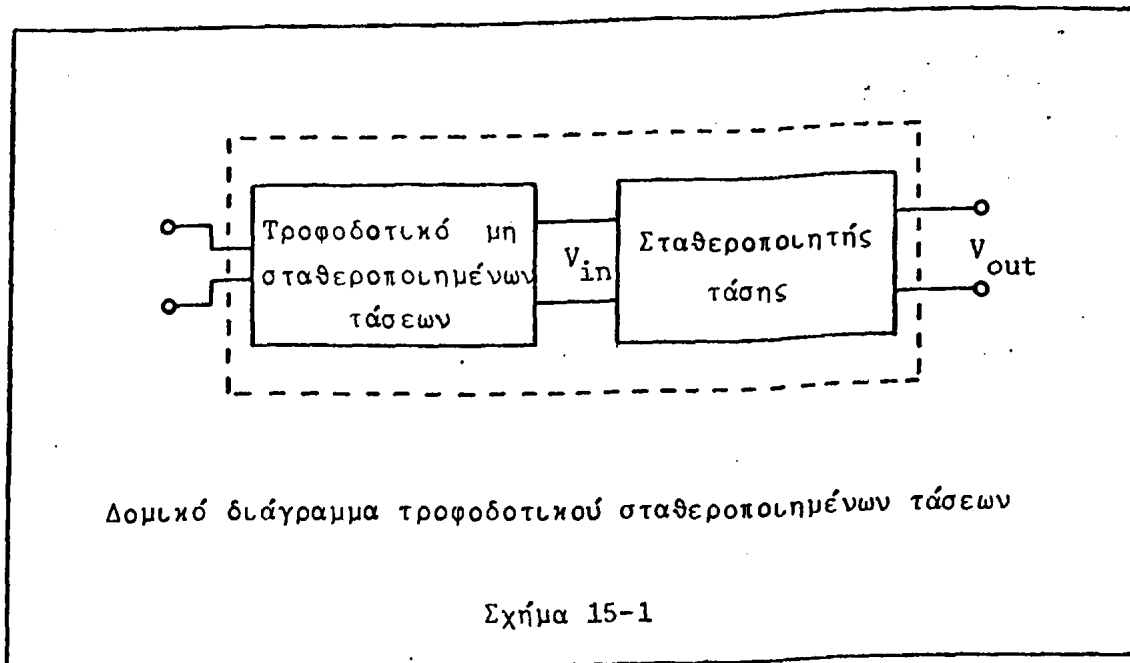 Τροφοδοτικό μη
σταθεροποιημένων
τάσεων
V in
Σταθεροποιητής
τάσης
V out
Δομικό διάγραμμα τροφοδοτικού σταθεροποιημένων τάσεων
Σχήμα 15-1